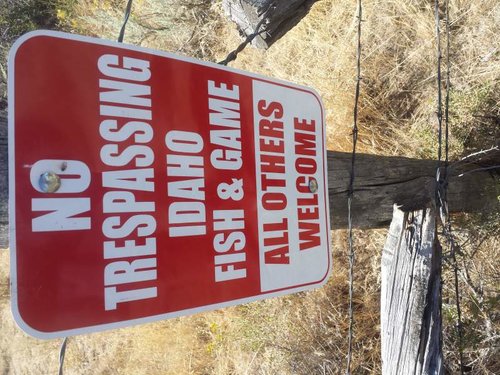 NO
TRESPASSING
IDAHO
FISH & GAME
ALL OTHERS
WELCOME